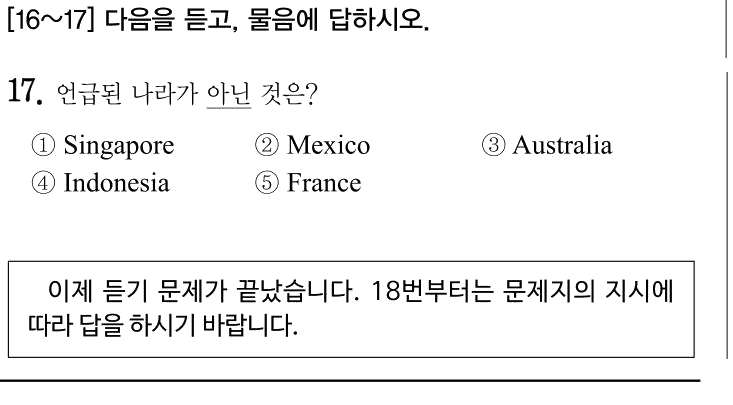 [16～17] 다음을 듣고, 물음에 답하시오.
17. 언급된 나라가 아닌 것은?
① Singapore ② Mexico ③ Australia
④ Indonesia ⑤ France
이제 듣기 문제가 끝났습니다. 18번부터는 문제지의 지시에
따라 답을 하시기 바랍니다.